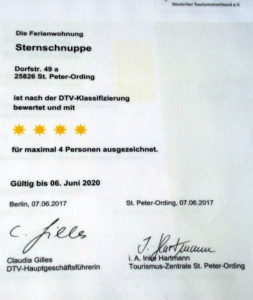 Deutscher Tourismusverband e.V.
Die Ferienwohnung
Sternschnuppe
Dorfstr. 49 a
25826 St. Peter-Ording
ist nach der DTV-Klassifizierung
bewertet und mit
für maximal 4 Personen ausgezeichnet.
Gültig bis 06. Juni 2020
Berlin, 07.06.2017 St. Peter-Ording, 07.06.2017
C. Gilles I. Hartmann
Claudia Gilles i. A. Inke Hartmann
DTV-Hauptgeschäftsführerin Tourismus-Zentrale St. Peter-Ording